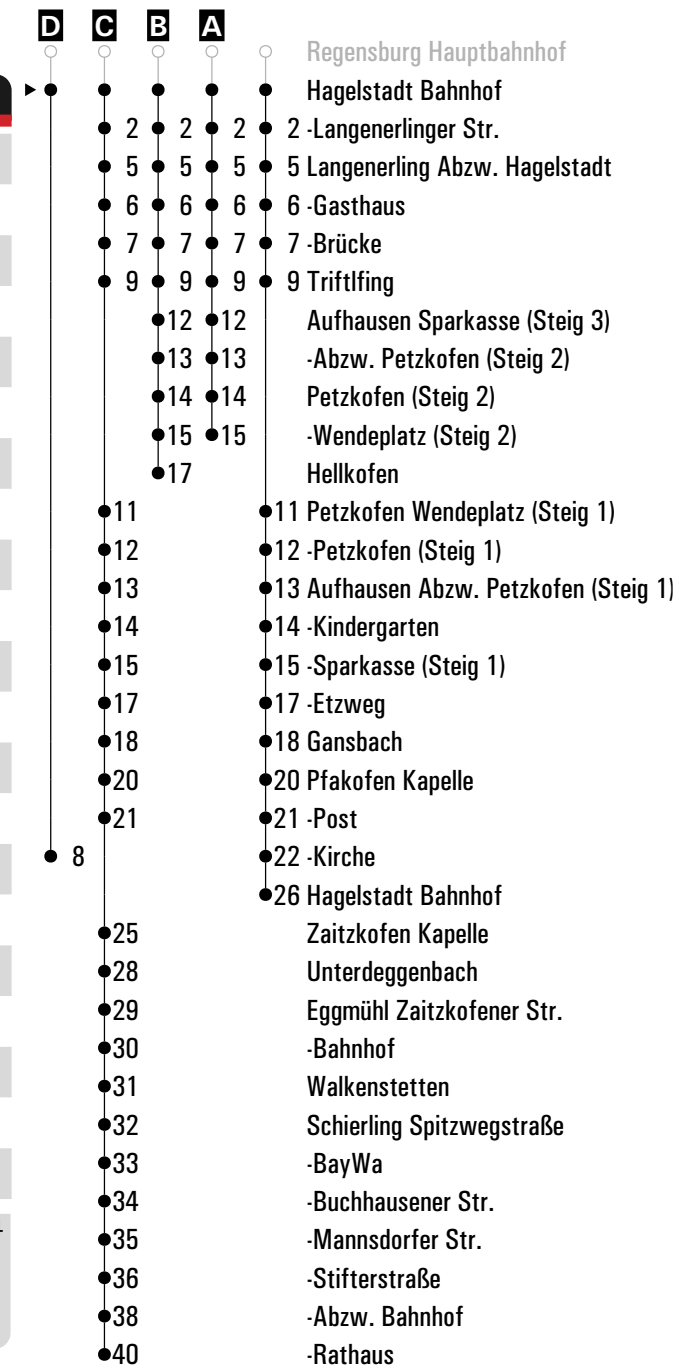 D C B A
Regensburg Hauptbahnhof
Hagelstadt Bahnhof
2 2 2 2 -Langenerlinger Str.
5 5 5 5 Langenerling Abzw. Hagelstadt
6 6 6 6 -Gasthaus
7 7 7 7 -Brücke
9 9 9 9 Triftlfing
12 12 Aufhausen Sparkasse (Steig 3)
13 13 -Abzw. Petzkofen (Steig 2)
14 14 Petzkofen (Steig 2)
15 15 -Wendeplatz (Steig 2)
17 Hellkofen
11 11 Petzkofen Wendeplatz (Steig 1)
12 12 -Petzkofen (Steig 1)
13 13 Aufhausen Abzw. Petzkofen (Steig 1)
14 14 -Kindergarten
15 15 -Sparkasse (Steig 1)
17 17 -Etzweg
18 18 Gansbach
20 20 Pfakofen Kapelle
21 21 -Post
8 22 -Kirche
26 Hagelstadt Bahnhof
25 Zaitzkofen Kapelle
28 Unterdeggenbach
29 Eggmühl Zaitzkofener Str.
30 -Bahnhof
31 Walkenstetten
32 Schierling Spitzwegstraße
33 -BayWa
34 -Buchhausener Str.
35 -Mannsdorfer Str.
36 -Stifterstraße
38 -Abzw. Bahnhof
40 -Rathaus